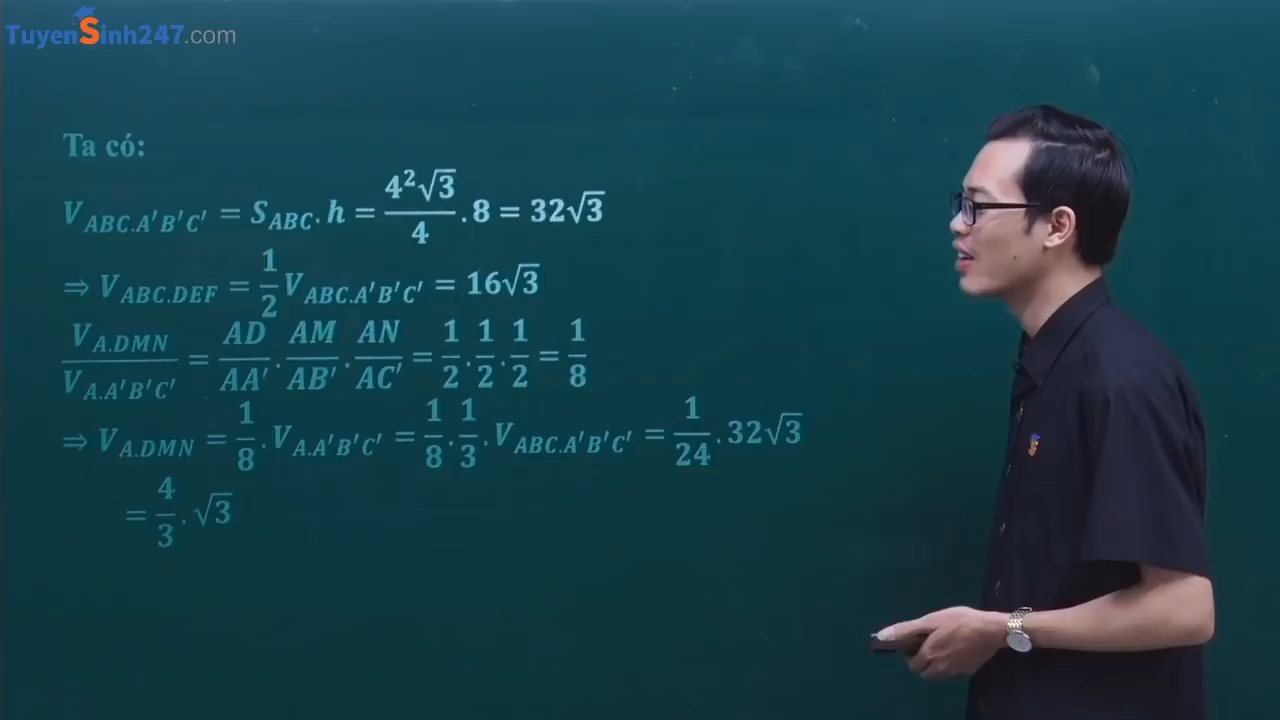 TuyenSinh247.com
Ta có:
V_{ABC.A'B'C'} = S_{ABC}.h = \frac{4^2\sqrt{3}}{4}.8 = 32\sqrt{3}
⇒ V_{ABC.DEF} = \frac{1}{2}V_{ABC.A'B'C'} = 16\sqrt{3}
\frac{V_{A.DMN}}{V_{A.A'B'C'}} = \frac{AD}{AA'}.\frac{AM}{AB'}.\frac{AN}{AC'} = \frac{1}{2}.\frac{1}{2}.\frac{1}{2} = \frac{1}{8}
⇒ V_{A.DMN} = \frac{1}{8}.V_{A.A'B'C'} = \frac{1}{8}.\frac{1}{3}.V_{ABC.A'B'C'} = \frac{1}{24}.32\sqrt{3}
= \frac{4}{3}.\sqrt{3}